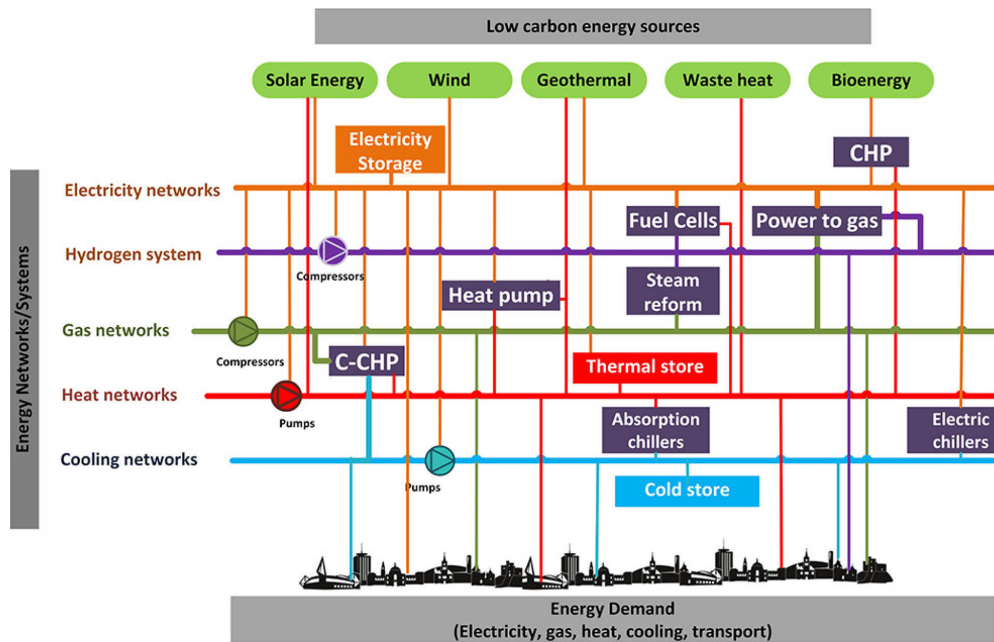 Low carbon energy sources
Solar Energy
Wind
Geothermal
Waste heat
Bioenergy
Electricity
Storage
CHP
Energy Networks/Systems
Electricity networks
Fuel Cells
Power to gas
Hydrogen system
Compressors
Heat pump
Steam
reform
Gas networks
Compressors
C-CHP
Thermal store
Heat networks
Pumps
Absorption
chillers
Electric
chillers
Cooling networks
Pumps
Cold store
Energy Demand
(Electricity, gas, heat, cooling, transport)